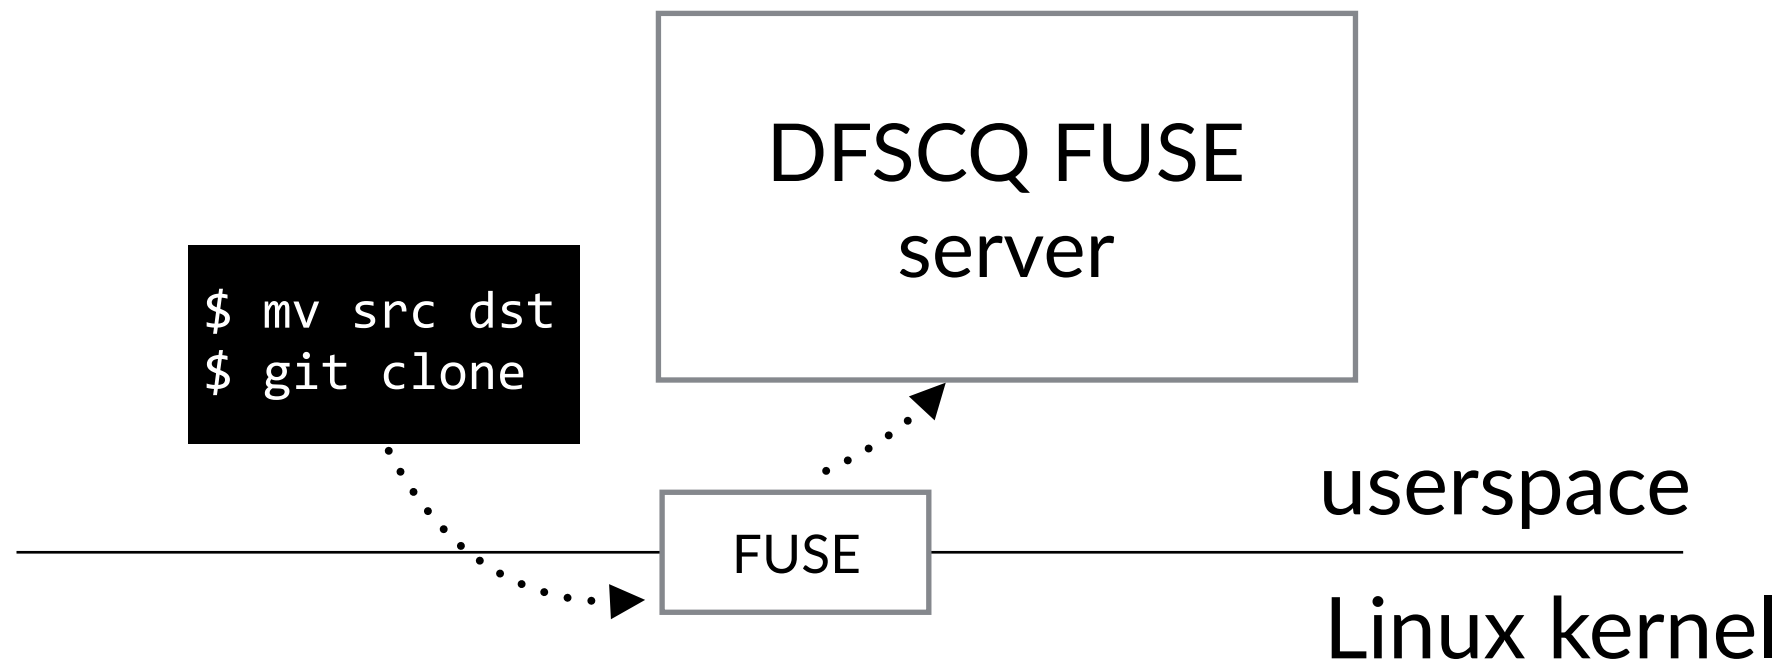 DFSCQ FUSE
server
$ mv src dst
$ git clone
userspace
FUSE
Linux kernel